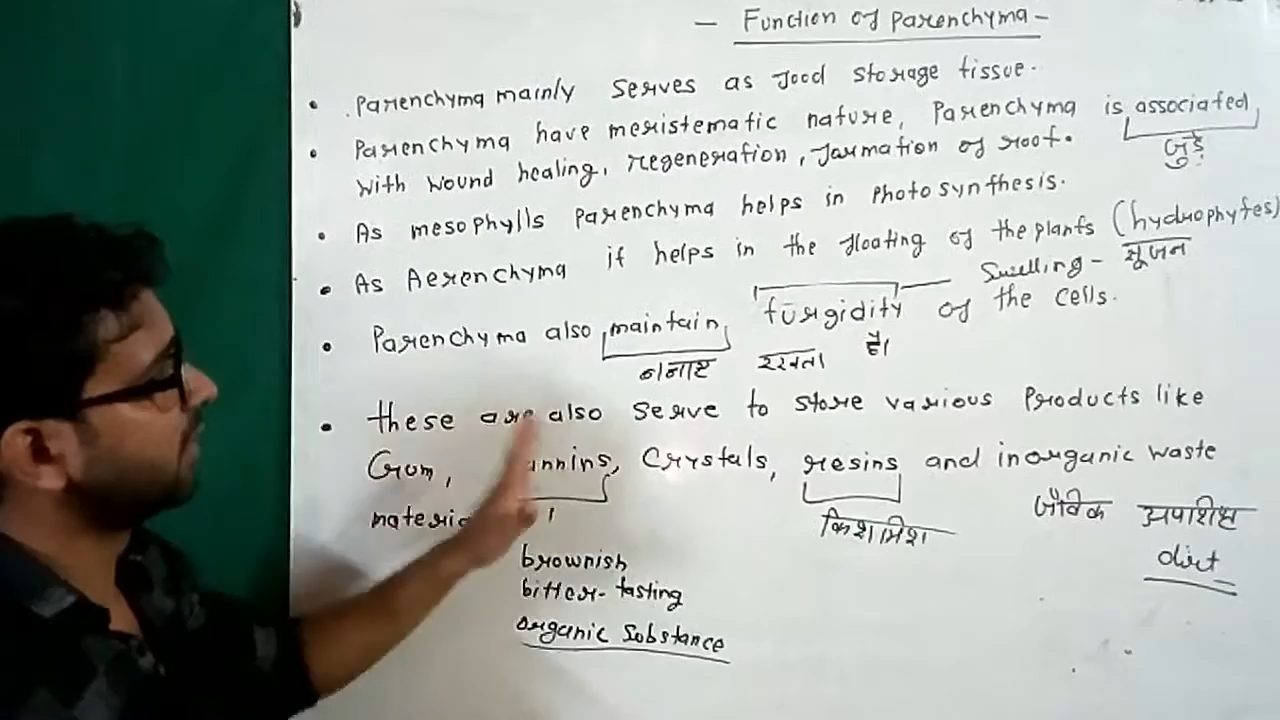 — Function of Parenchyma —
• Parenchyma mainly serves as food storage tissue.
• Parenchyma have meristematic nature, Parenchyma is associated
जुड़े
with wound healing, regeneration, formation of root.
• As mesophylls Parenchyma helps in Photosynthesis.
• As Aerenchyma it helps in the floating of the plants (hydrophytes)
Swelling - सूजन
• Parenchyma also maintain turgidity of the cells.
बनाए रखता है।
• these are also serve to store various Products like
Gum, crystals, resins and inorganic waste
किशमिश जैविक अपशिष्ट
dirt
brownish
bitter-tasting
organic substance